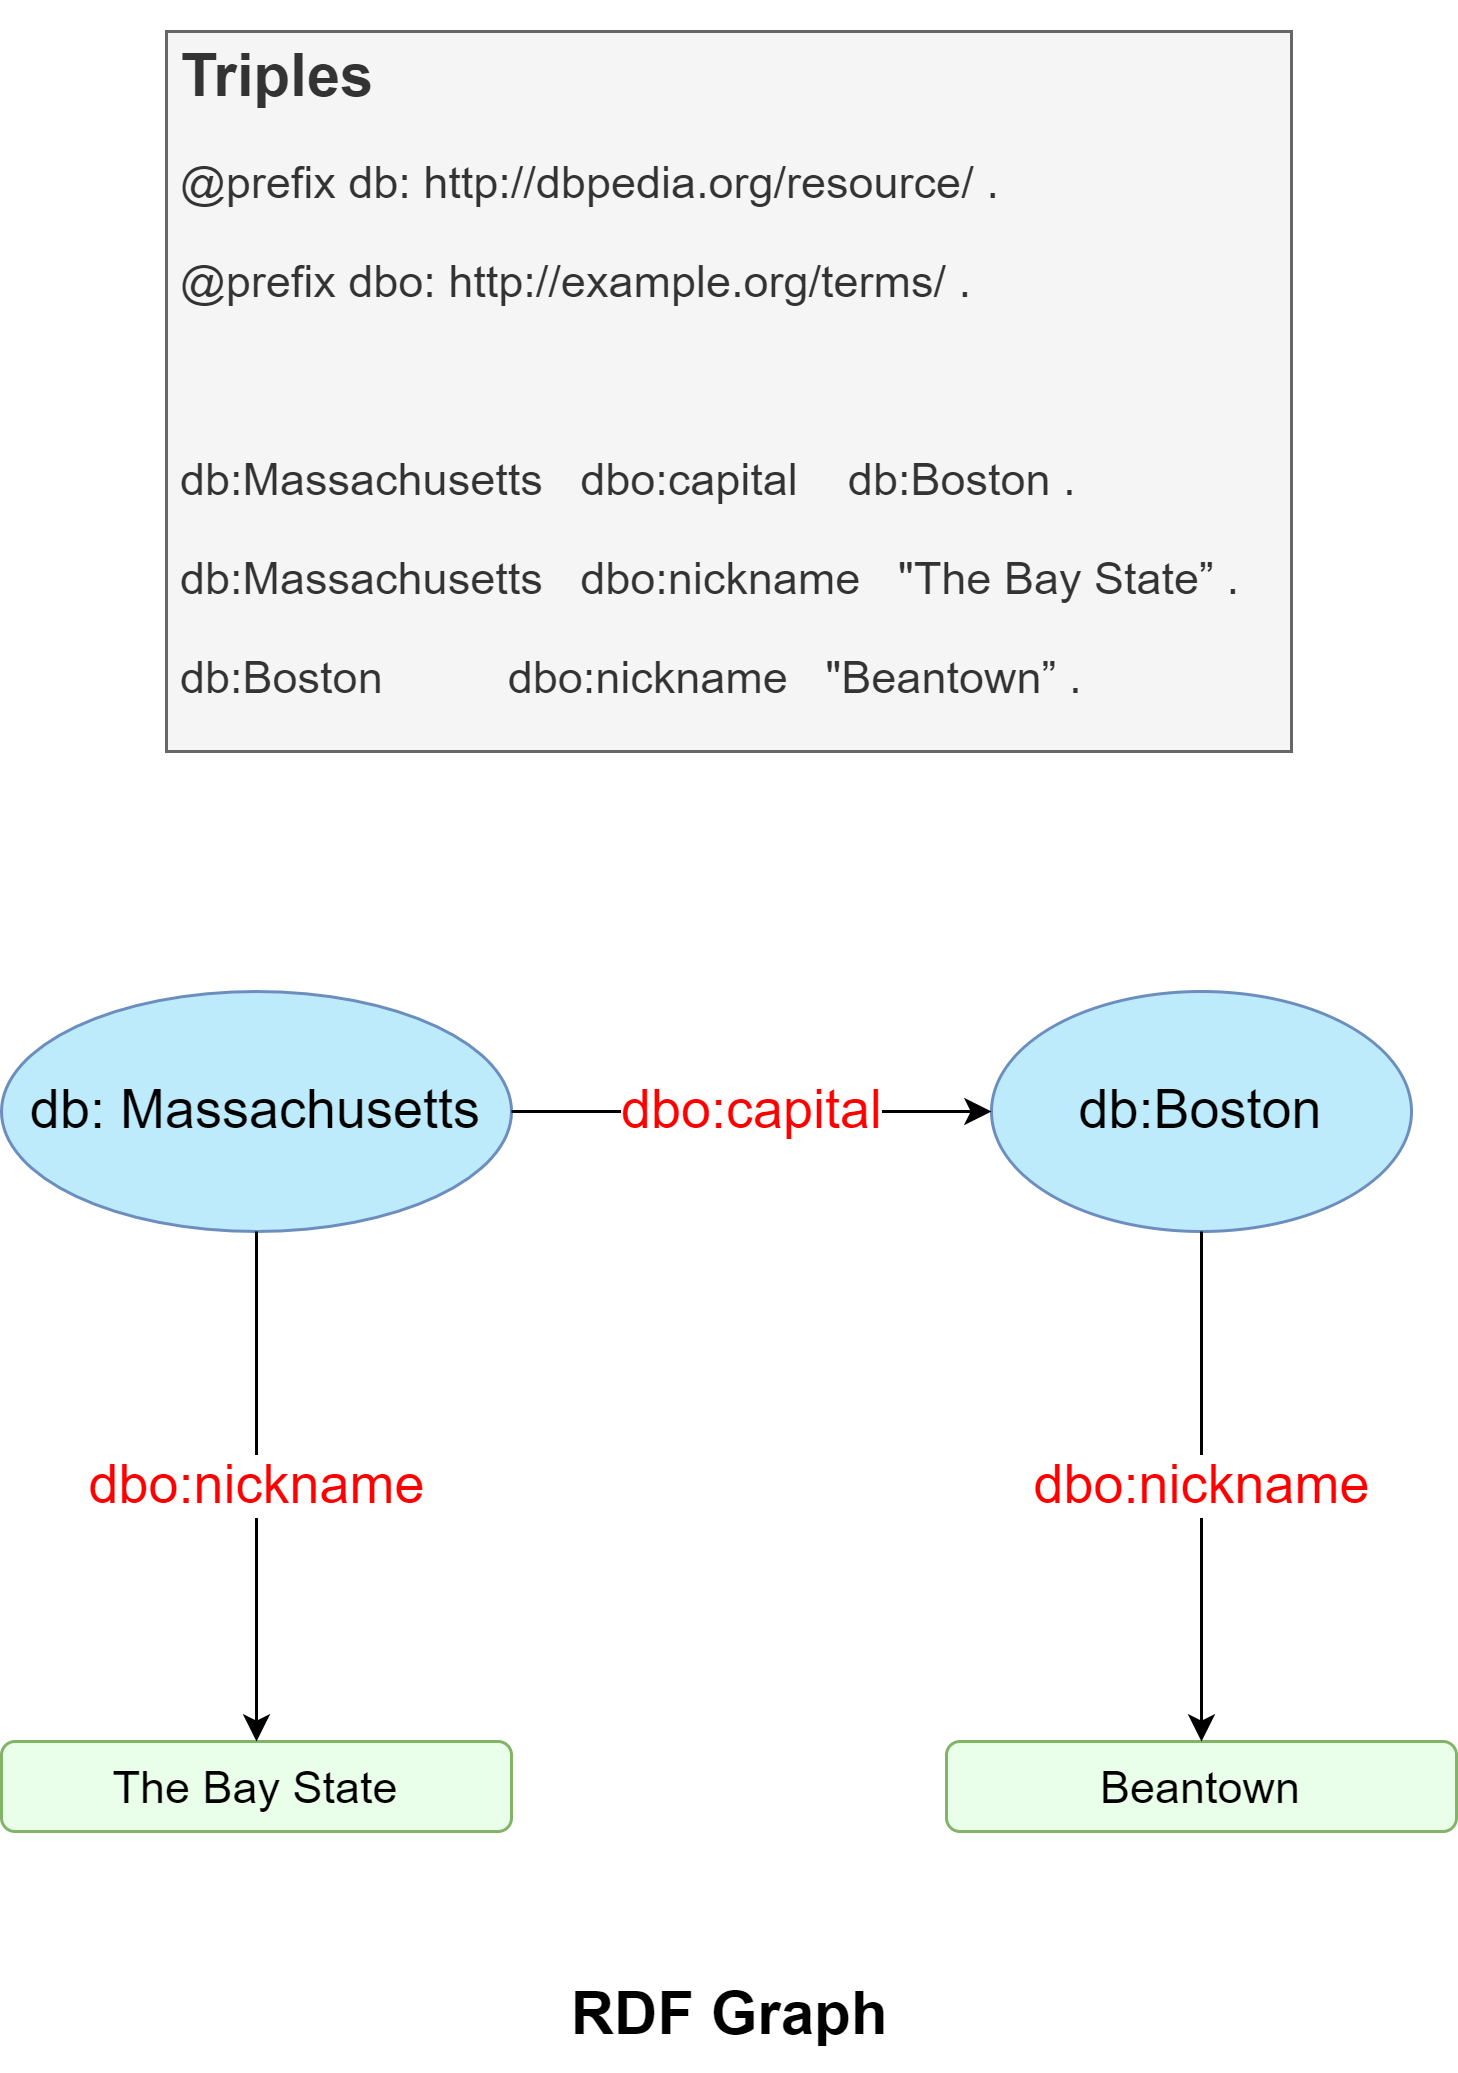 Triples
@prefix db: http://dbpedia.org/resource/ .
@prefix dbo: http://example.org/terms/ .
db:Massachusetts   dbo:capital    db:Boston .
db:Massachusetts   dbo:nickname   "The Bay State” .
db:Boston          dbo:nickname   "Beantown” .
db: Massachusetts
dbo:capital
db:Boston
dbo:nickname
dbo:nickname
The Bay State
Beantown
RDF Graph